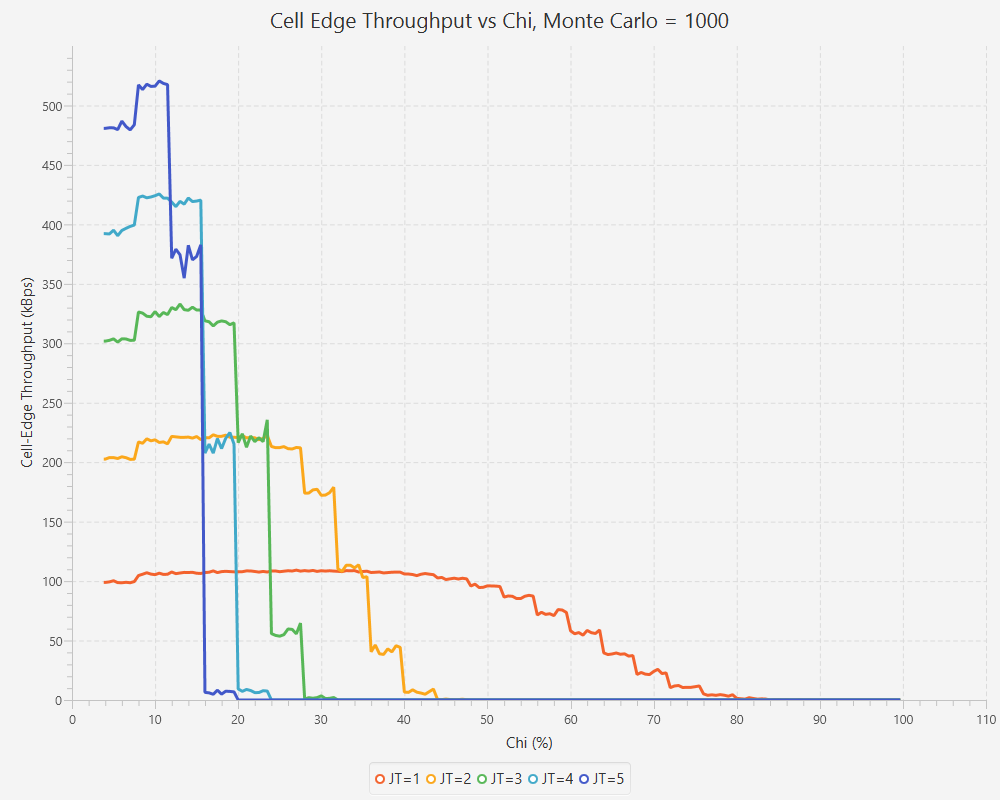 Cell Edge Throughput vs Chi, Monte Carlo = 1000
Cell-Edge Throughput (kBps)
500
450
400
350
300
250
200
150
100
50
0
0 10 20 30 40 50 60 70 80 90 100 110
Chi (%)
JT=1 JT=2 JT=3 JT=4 JT=5